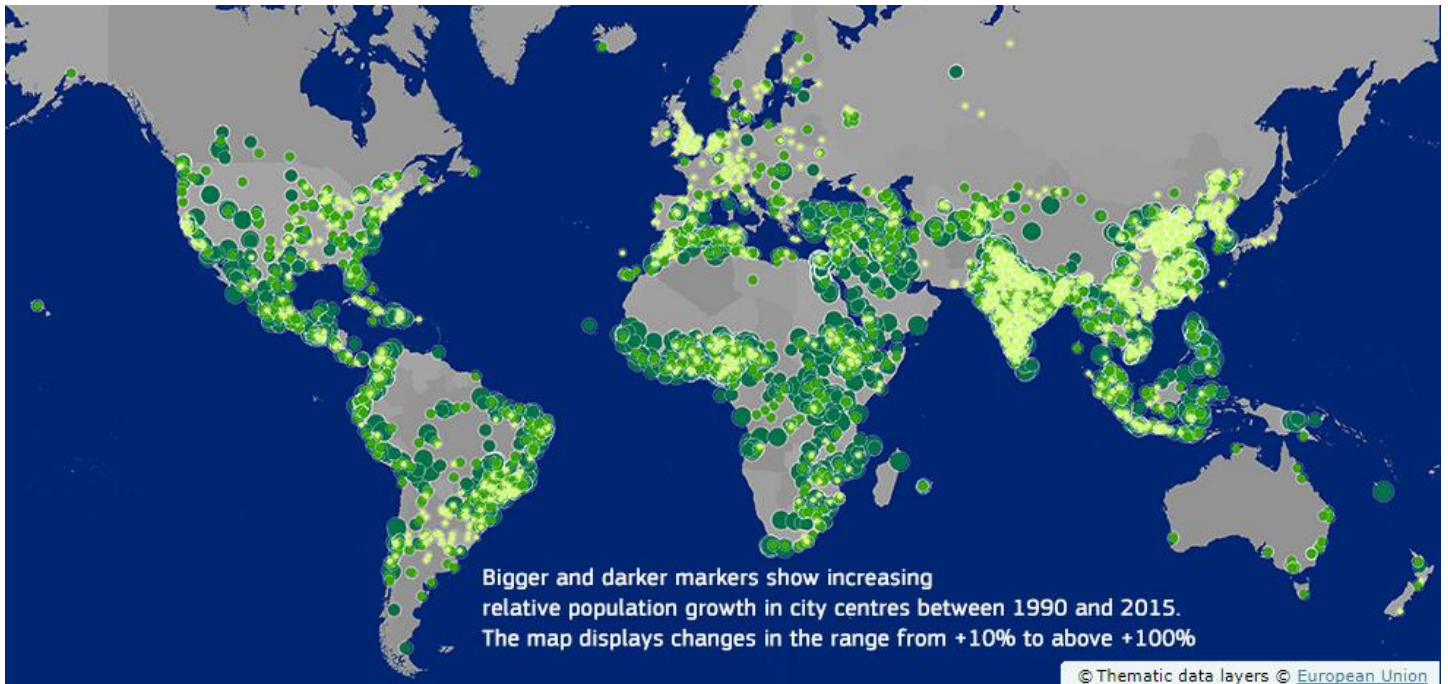 Bigger and darker markers show increasing
relative population growth in city centres between 1990 and 2015.
The map displays changes in the range from +10% to above +100%
© Thematic data layers © European Union